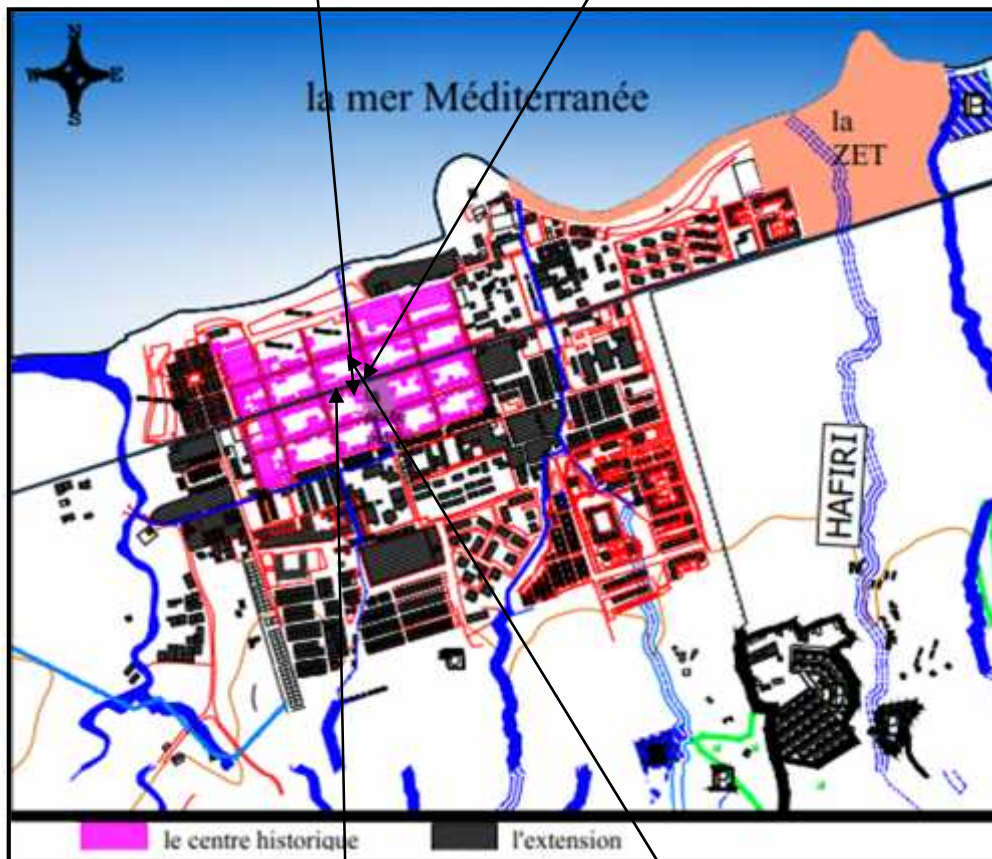 N
W E
S
la mer Méditerranée
la
ZET
B
HAFIRI
le centre historique
l'extension